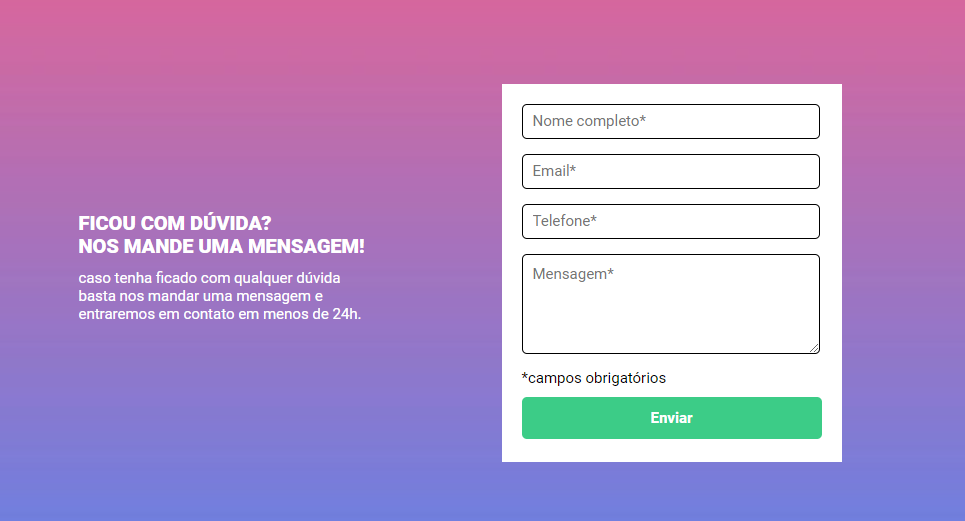 FICOU COM DÚVIDA?
NOS MANDE UMA MENSAGEM!
caso tenha ficado com qualquer dúvida
basta nos mandar uma mensagem e
entraremos em contato em menos de 24h.
Nome completo*
Email*
Telefone*
Mensagem*
*campos obrigatórios
Enviar